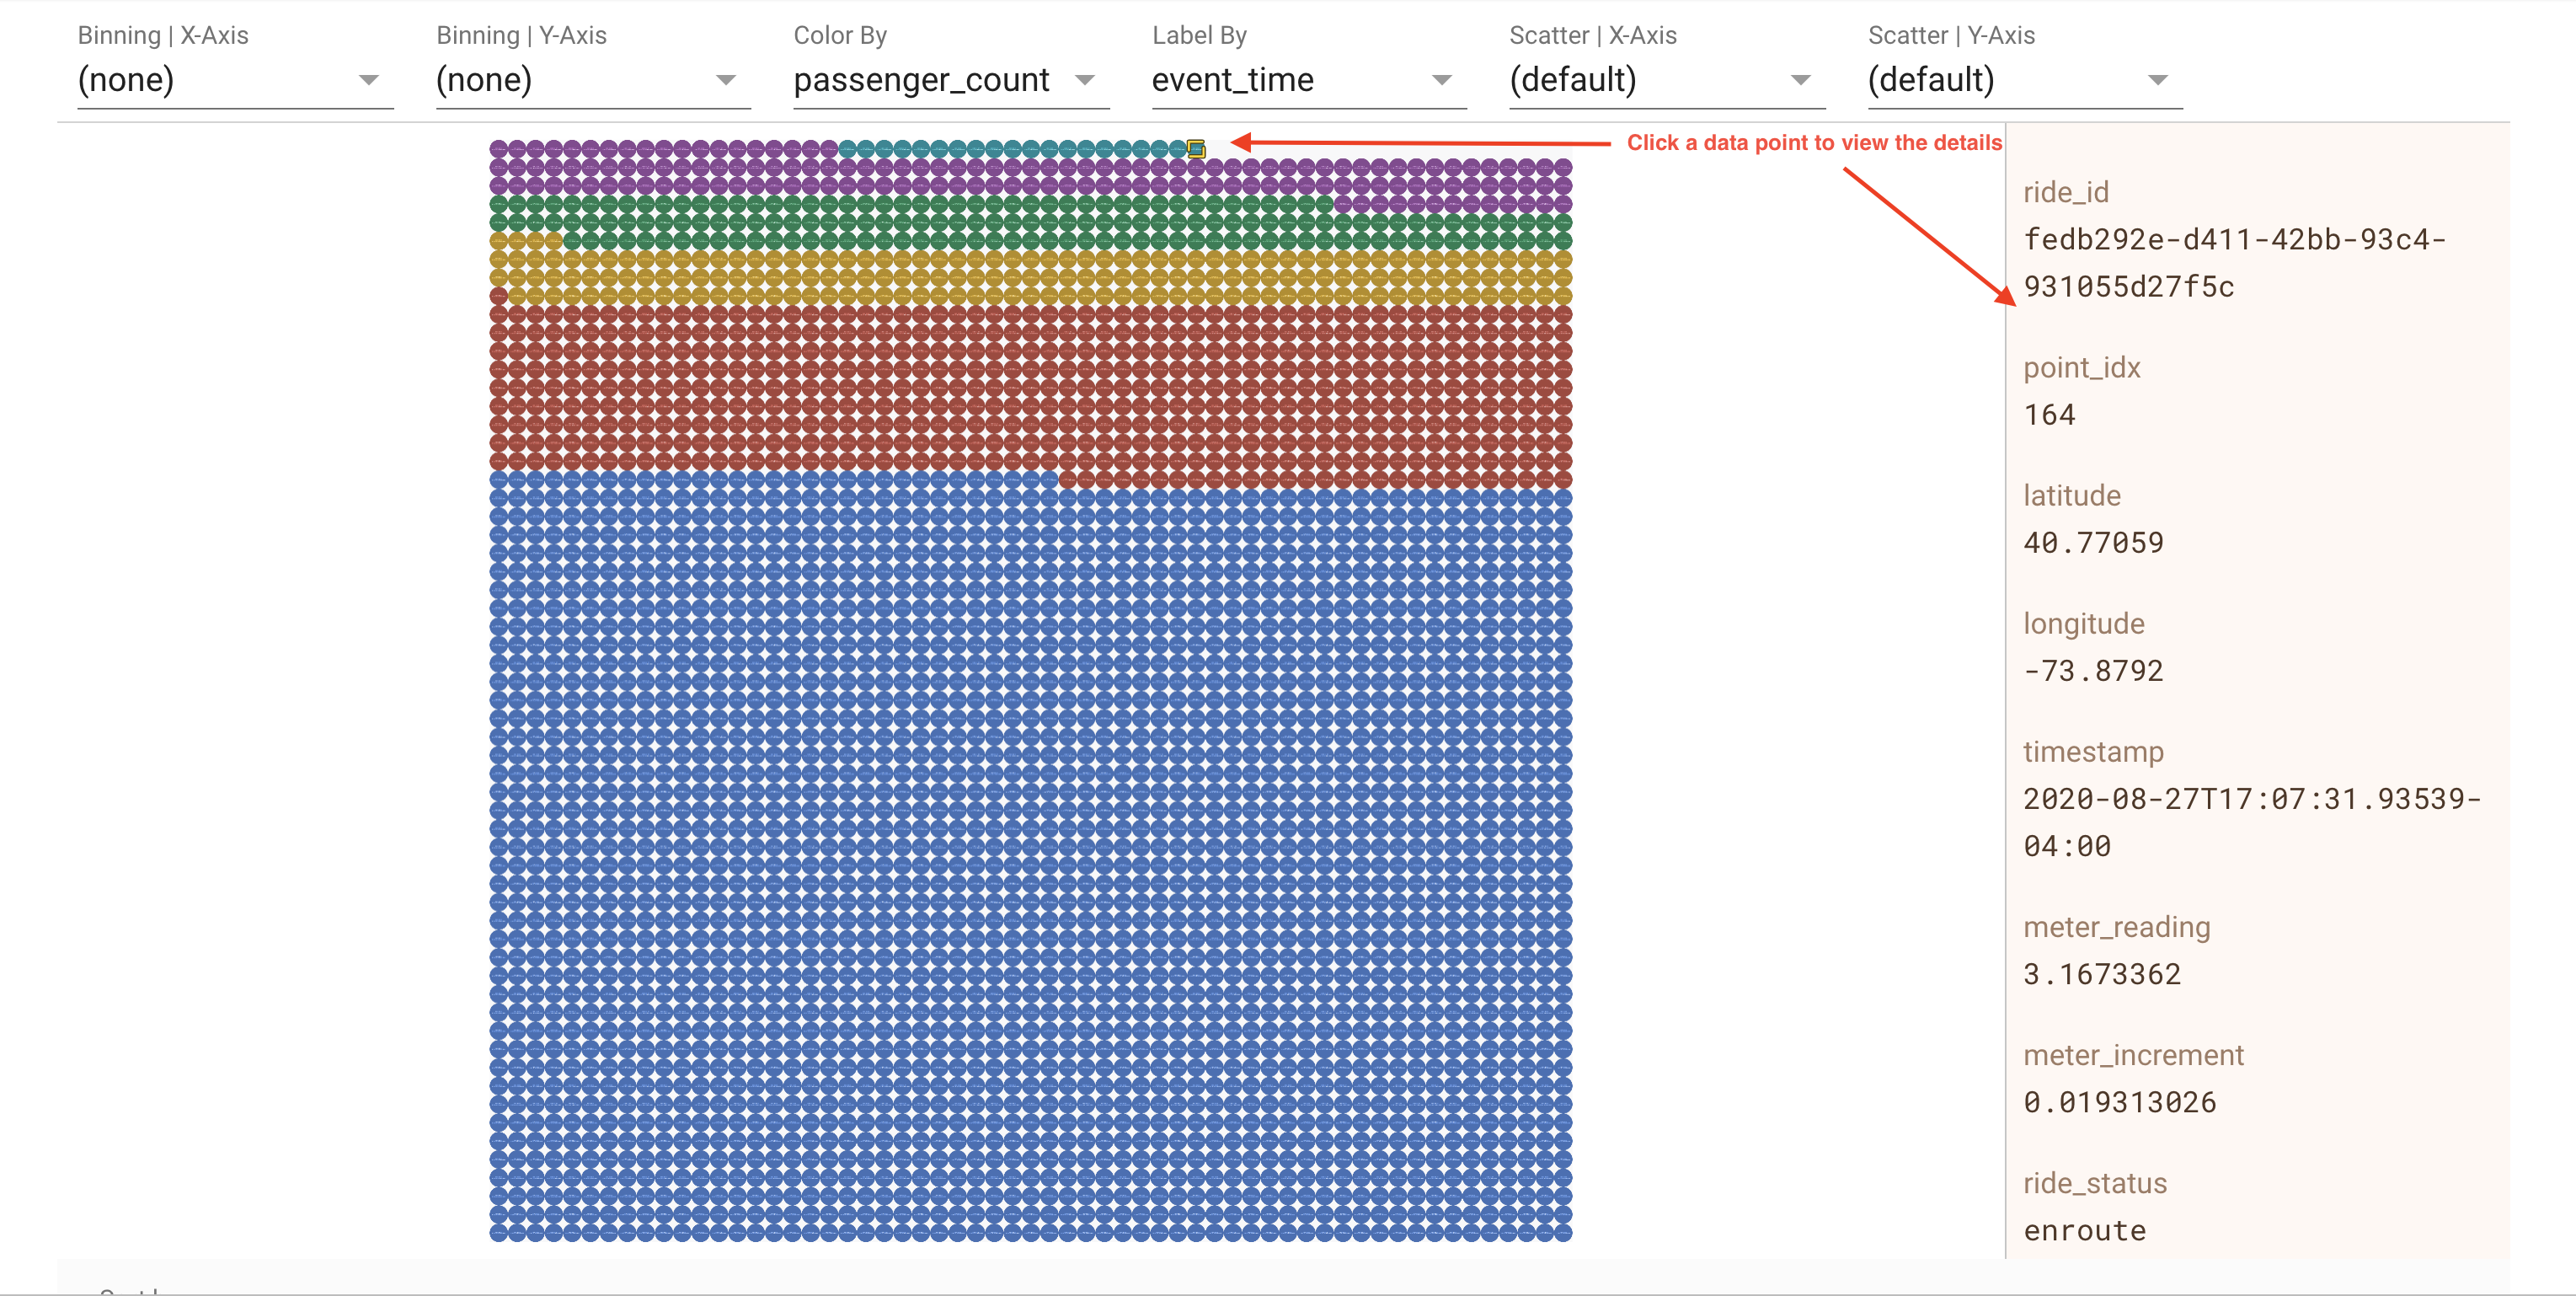 Binning | X-Axis
(none)
Binning | Y-Axis
(none)
Color By
passenger_count
Label By
event_time
Scatter | X-Axis
(default)
Scatter | Y-Axis
(default)
Click a data point to view the details
ride_id
fedb292e-d411-42bb-93c4-
931055d27f5c
point_idx
164
latitude
40.77059
longitude
-73.8792
timestamp
2020-08-27T17:07:31.93539-
04:00
meter_reading
3.1673362
meter_increment
0.019313026
ride_status
enroute